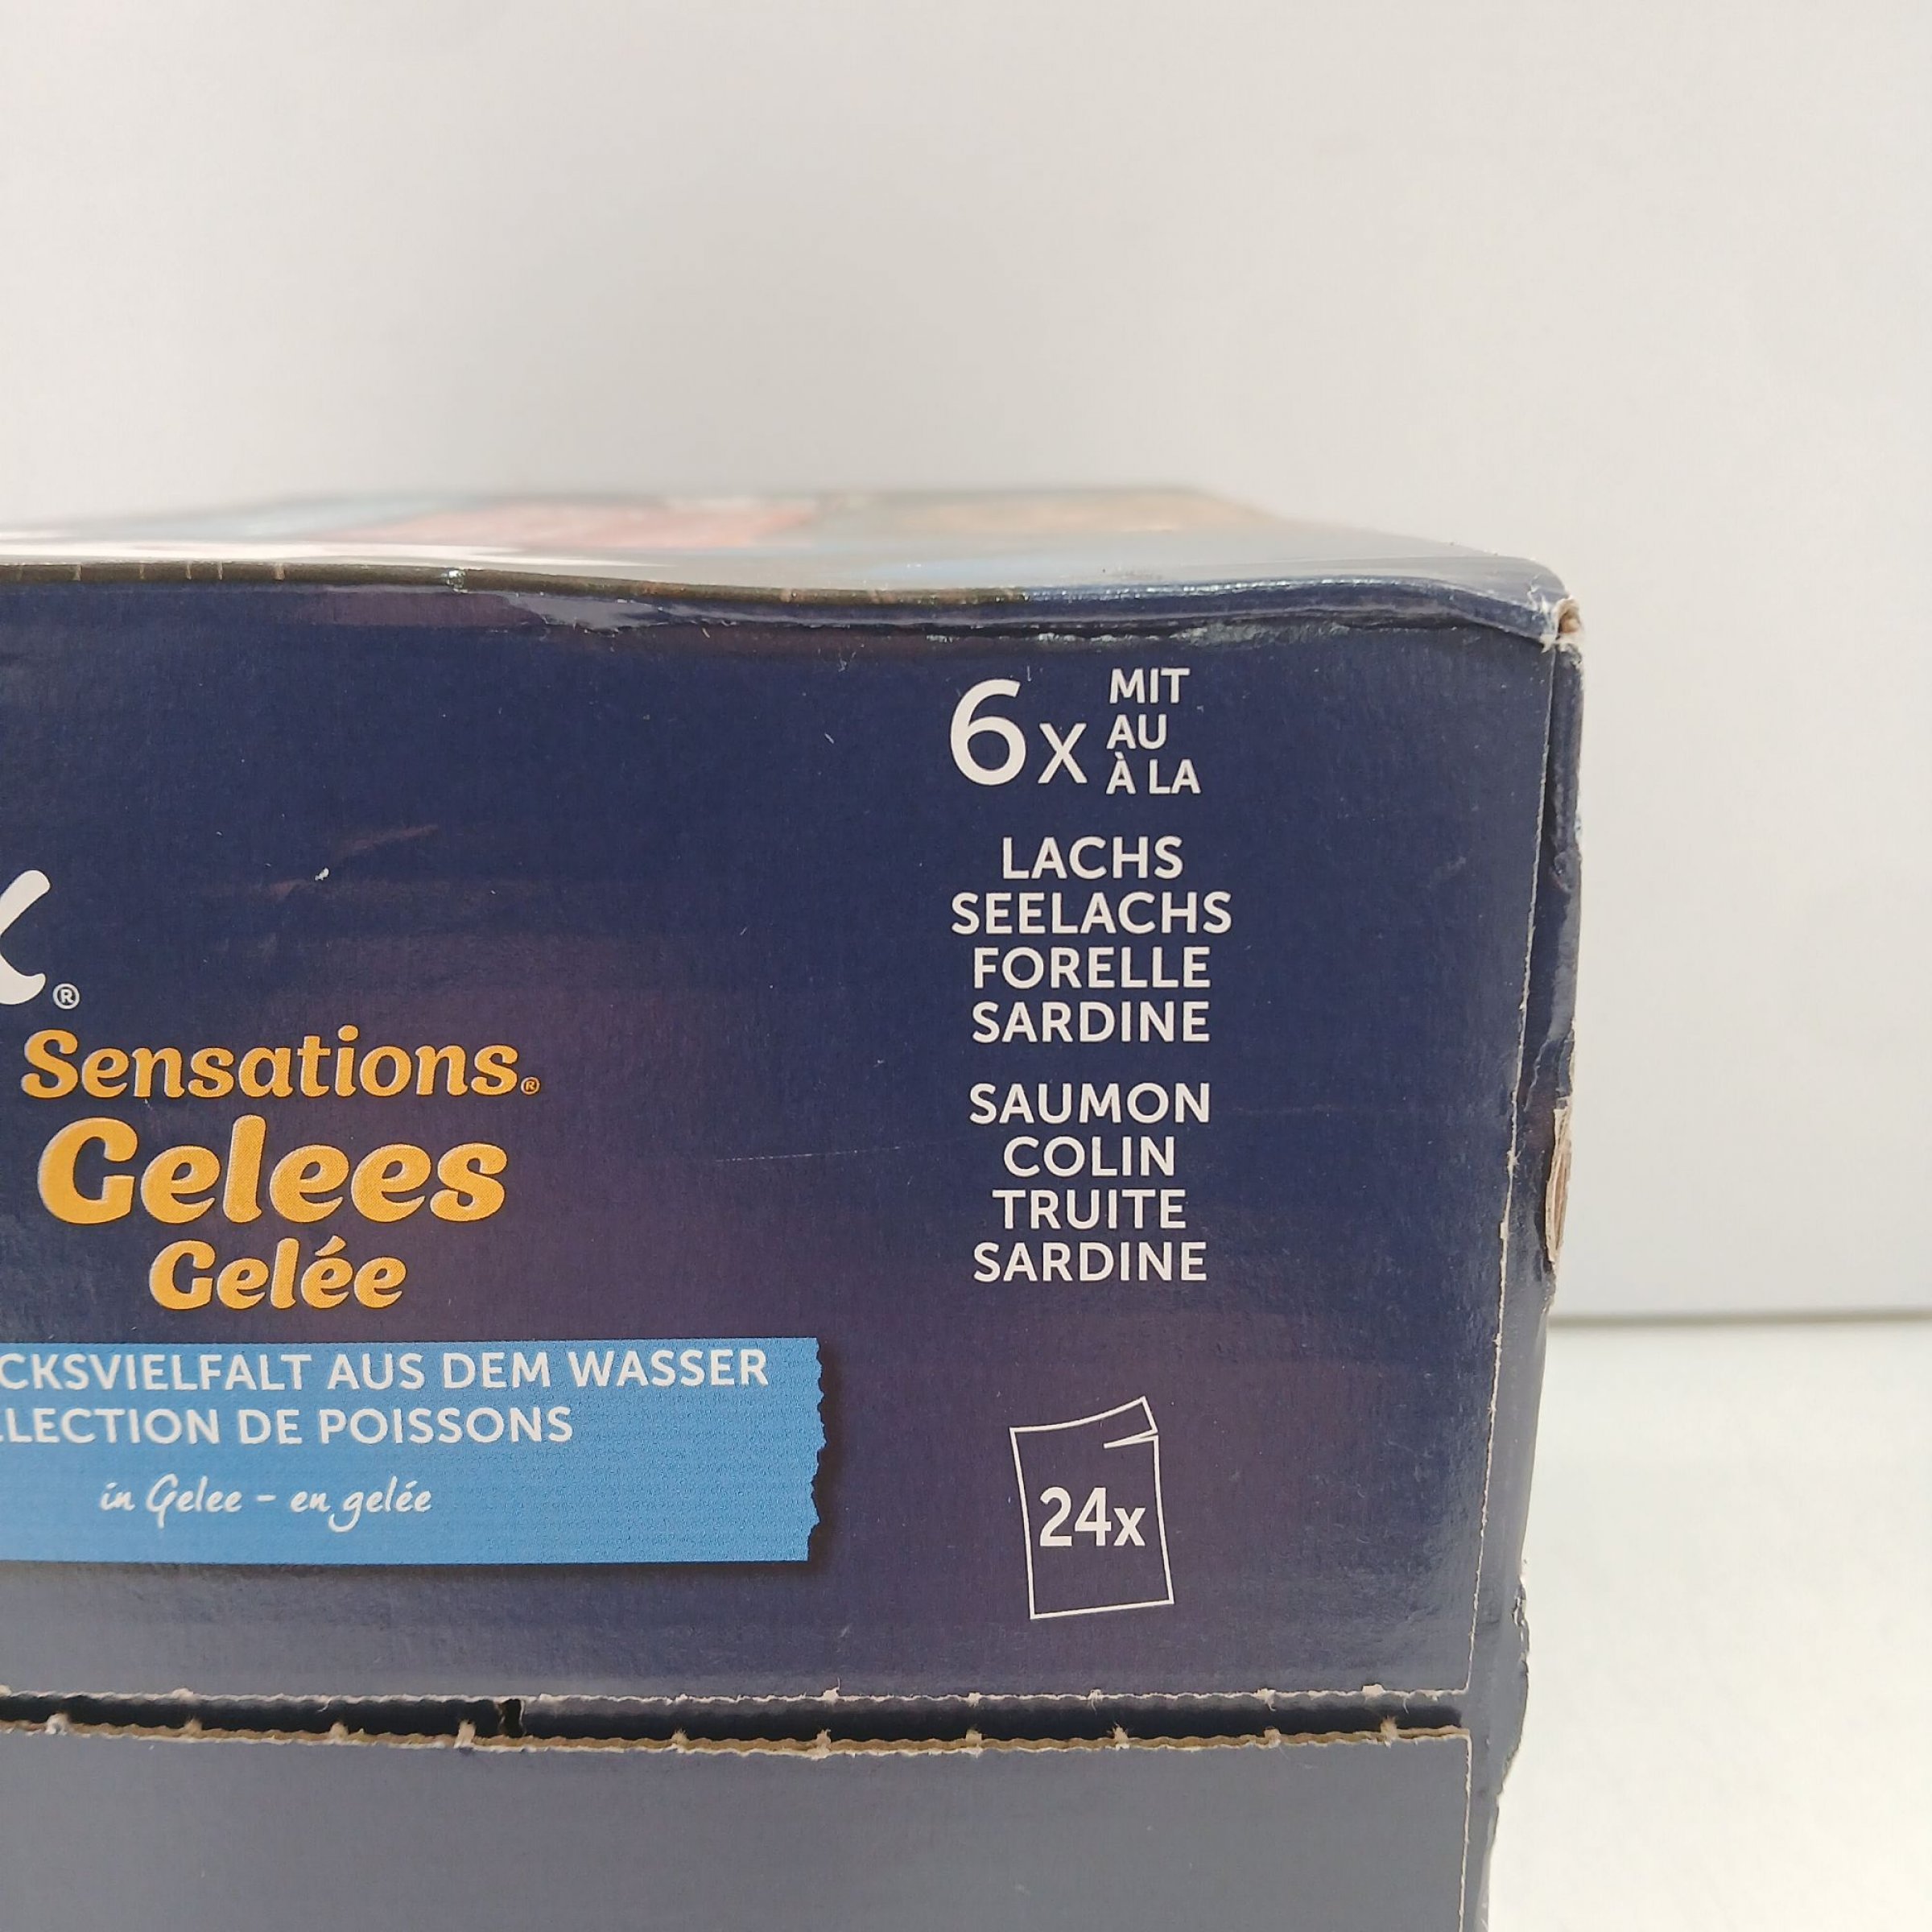 ®
Sensations®
Gelees
Gelée
CKSVIELFALT AUS DEM WASSER
LLECTION DE POISSONS
in Gelee - en gelée
6x MIT
AU
À LA
LACHS
SEELACHS
FORELLE
SARDINE
SAUMON
COLIN
TRUITE
SARDINE
24x